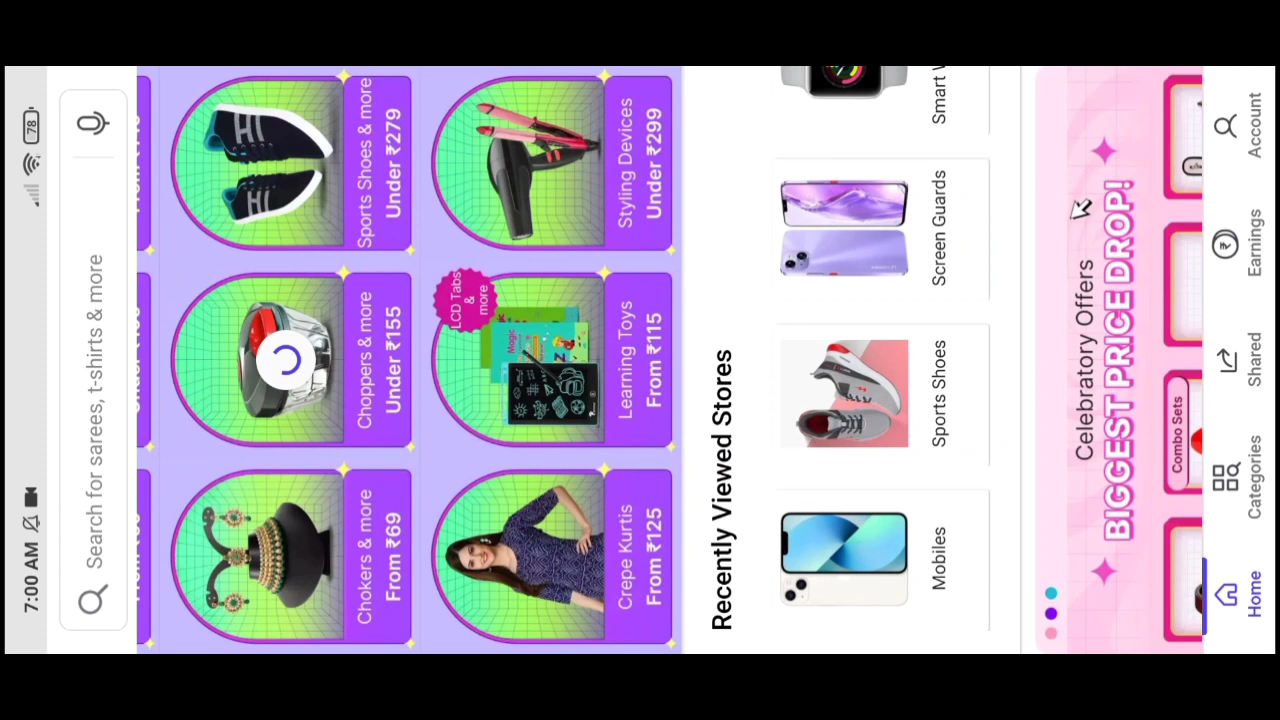 7:00 AM
78
Search for sarees, t-shirts & more
Chokers & more
From ₹69
Choppers & more
Under ₹155
Sports Shoes & more
Under ₹279
LCD Tabs
&
more
Magic
Crepe Kurtis
From ₹125
Learning Toys
From ₹115
Styling Devices
Under ₹299
Recently Viewed Stores
Mobiles
Sports Shoes
Screen Guards
Smart
Celebratory Offers
BIGGEST PRICE DROP!
Combo Sets
Home
Categories
Shared
Earnings
Account